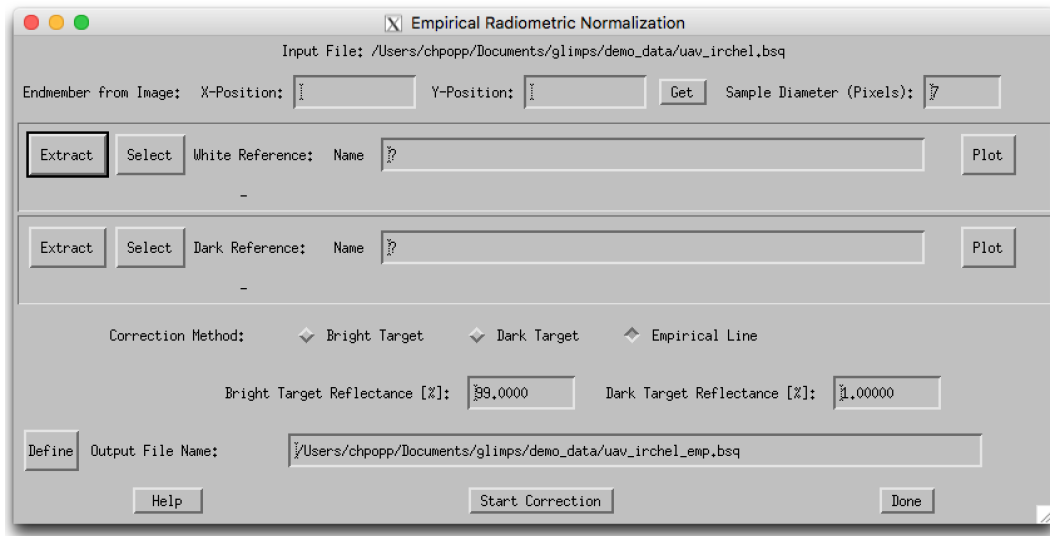 Empirical Radiometric Normalization
Input File: /Users/chpopp/Documents/glimps/demo_data/uav_irchel.bsq
Endmember from Image: X-Position: Y-Position: Get Sample Diameter (Pixels): 7
Extract Select White Reference: Name ? Plot
-
Extract Select Dark Reference: Name ? Plot
-
Correction Method: Bright Target Dark Target Empirical Line
Bright Target Reflectance [%]: 99.0000 Dark Target Reflectance [%]: 1.00000
Define Output File Name: /Users/chpopp/Documents/glimps/demo_data/uav_irchel_emp.bsq
Help Start Correction Done